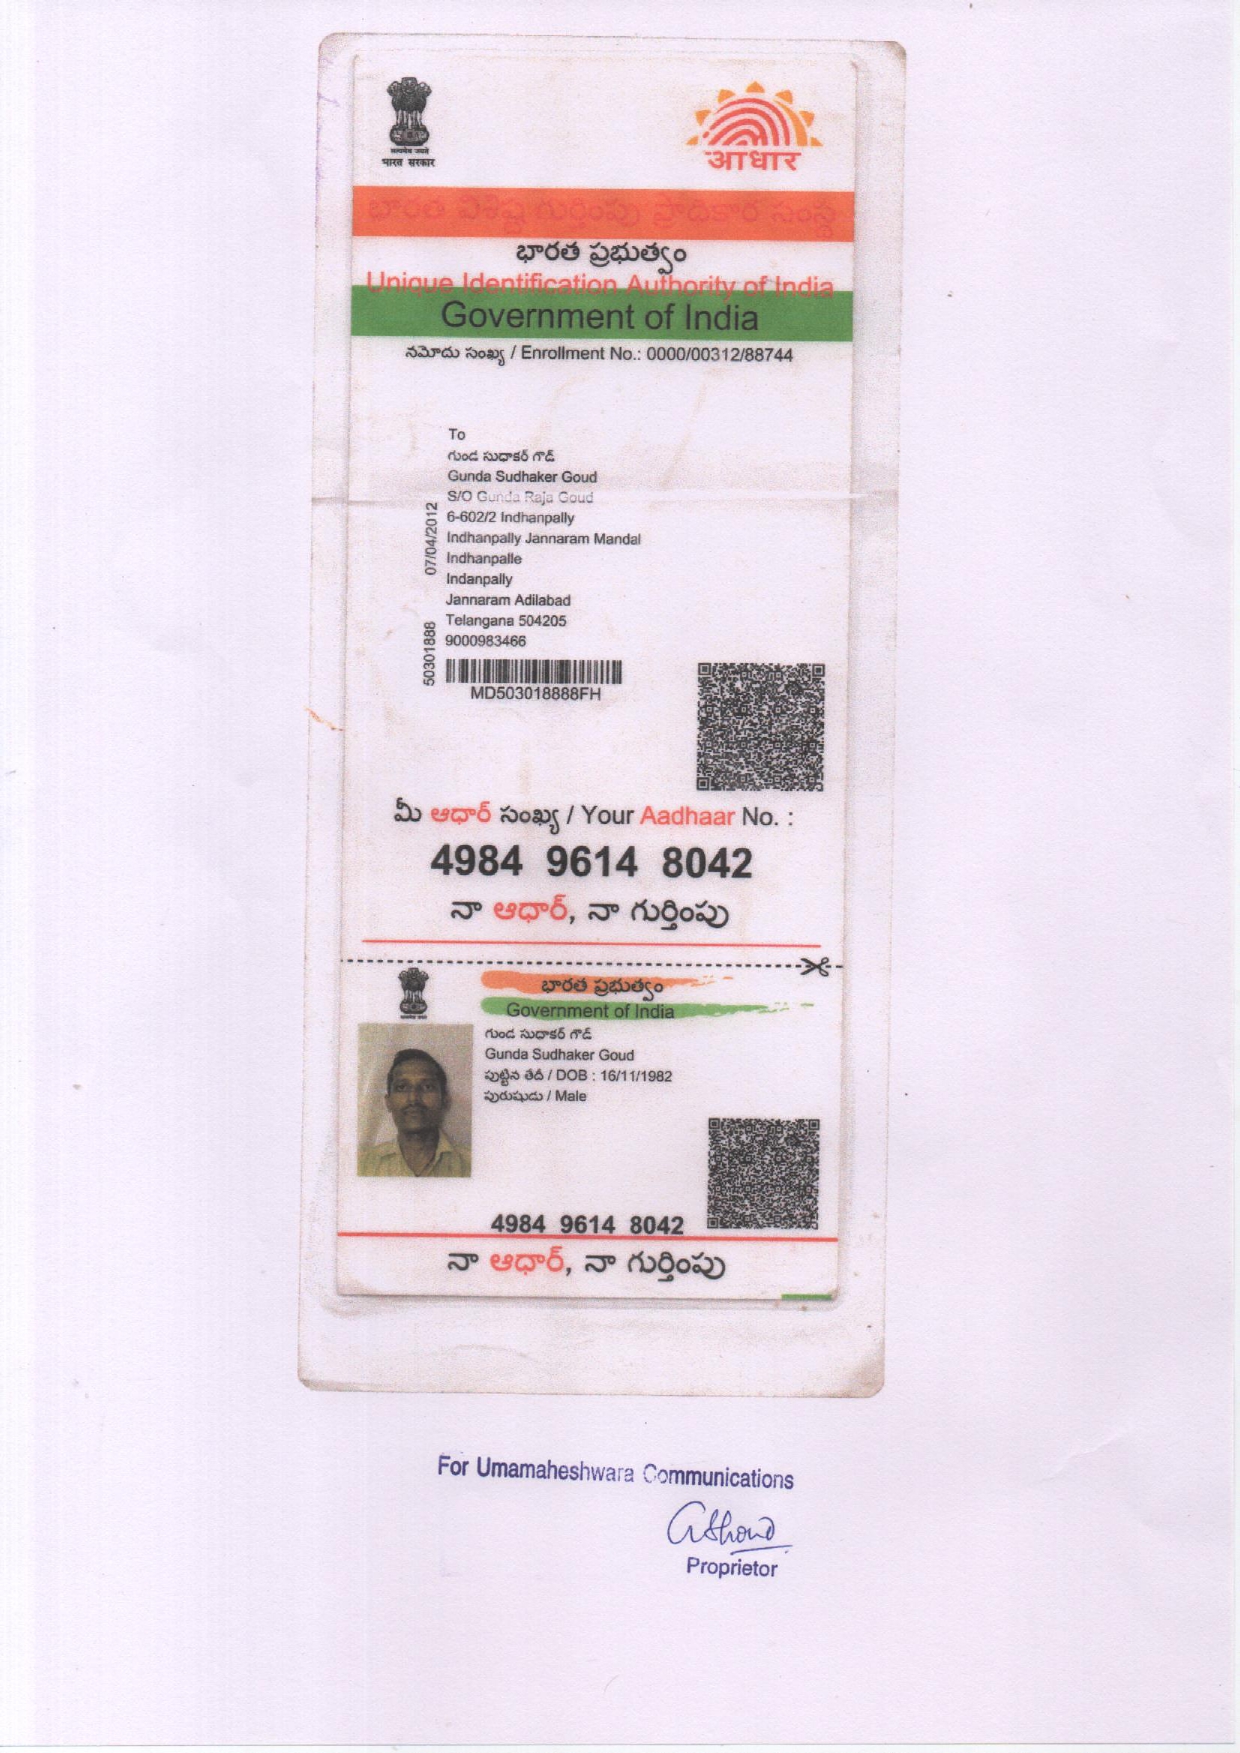 सत्यमेव जयते
भारत सरकार
आधार
భారత విశిష్ట గుర్తింపు ప్రాధికార సంస్థ
భారత ప్రభుత్వం
Unique Identification Authority of India
Government of India
నమోదు సంఖ్య / Enrollment No.: 0000/00312/88744
To
గుండ సుధాకర్ గౌడ్
Gunda Sudhaker Goud
S/O Gunda Raja Goud
6-602/2 Indhanpally
Indhanpally Jannaram Mandal
Indhanpalle
Indanpally
Jannaram Adilabad
Telangana 504205
9000983466
07/04/2012
50301888
MD503018888FH
మీ ఆధార్ సంఖ్య / Your Aadhaar No. :
4984 9614 8042
నా ఆధార్, నా గుర్తింపు
భారత ప్రభుత్వం
Government of India
గుండ సుధాకర్ గౌడ్
Gunda Sudhaker Goud
పుట్టిన తేదీ / DOB : 16/11/1982
పురుషుడు / Male
4984 9614 8042
నా ఆధార్, నా గుర్తింపు
For Umamaheshwara Communications
Proprietor